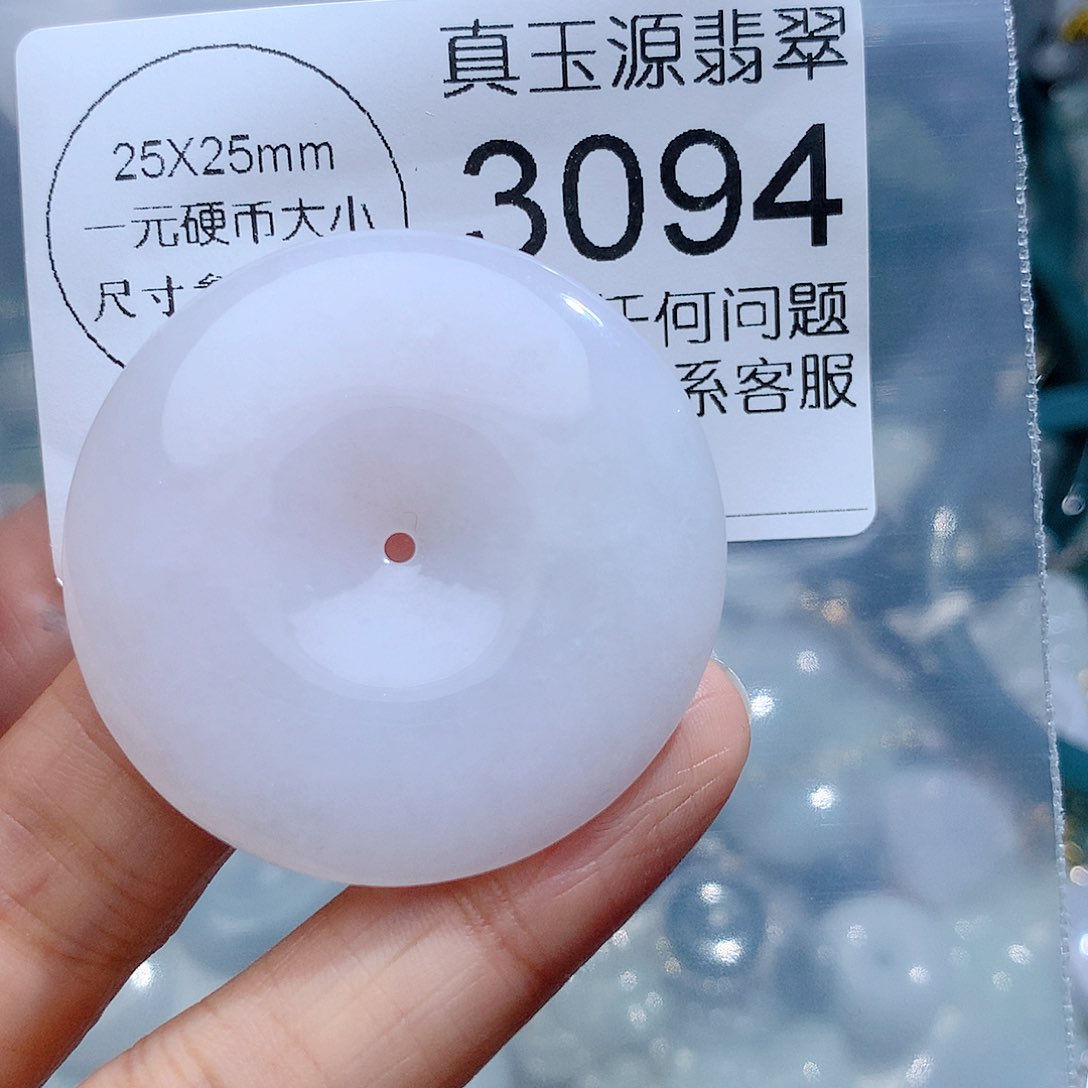 真玉源翡翠
25X25mm
3094
一元硬币大小
尺寸
何问题
系客服